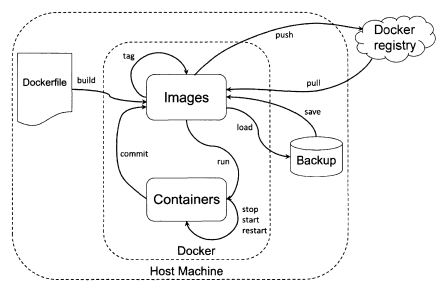 push
Docker
registry
tag
Dockerfile
build
Images
pull
save
load
commit
run
Backup
Containers
stop
start
restart
Docker
Host Machine